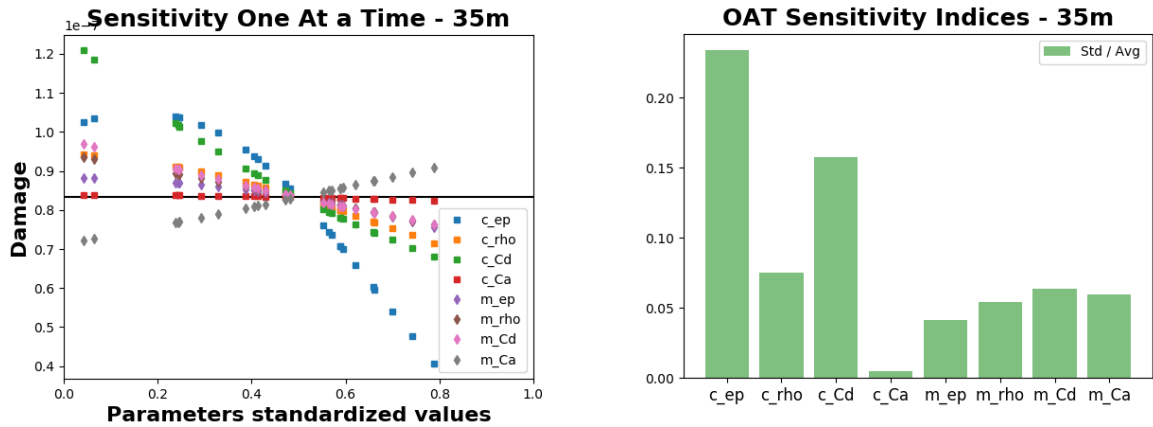 Sensitivity One At a Time - 35m
1e−7
1.2
1.1
1.0
0.9
0.8
0.7
0.6
0.5
0.4
Damage
c_ep
c_rho
c_Cd
c_Ca
m_ep
m_rho
m_Cd
m_Ca
0.0 0.2 0.4 0.6 0.8 1.0
Parameters standardized values
OAT Sensitivity Indices - 35m
Std / Avg
0.20
0.15
0.10
0.05
0.00
c_ep c_rho c_Cd c_Ca m_ep m_rho m_Cd m_Ca